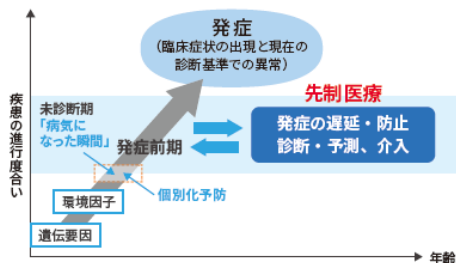 発症
（臨床症状の出現と現在の
診断基準での異常）
疾患の進行度合い
未診断期
「病気に
なった瞬間」
発症前期
先制医療
発症の遅延・防止
診断・予測、介入
個別化予防
環境因子
遺伝要因
年齢